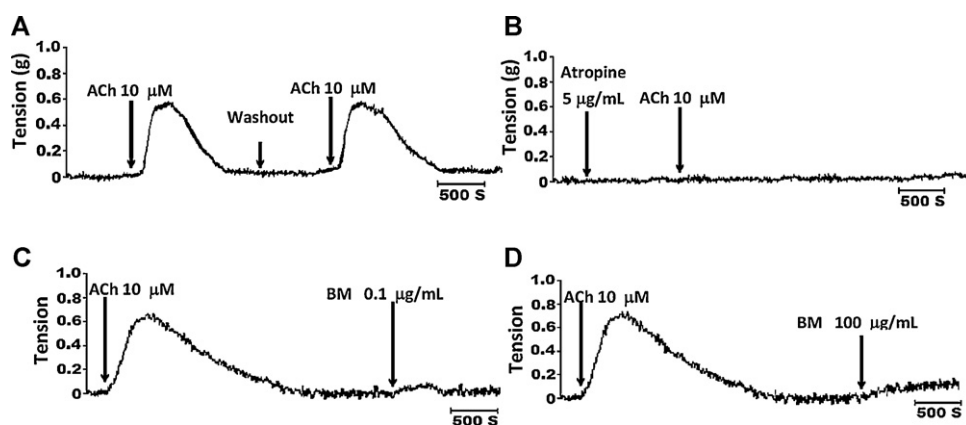 A
Tension (g)
1.0
0.8
0.6
0.4
0.2
0
ACh 10 μM
Washout
ACh 10 μM
500 S
B
Tension (g)
1.0
0.8
0.6
0.4
0.2
0
Atropine
5 μg/mL
ACh 10 μM
500 S
C
Tension
1.0
0.8
0.6
0.4
0.2
0
ACh 10 μM
BM 0.1 μg/mL
500 S
D
Tension
1.0
0.8
0.6
0.4
0.2
0
ACh 10 μM
BM 100 μg/mL
500 S